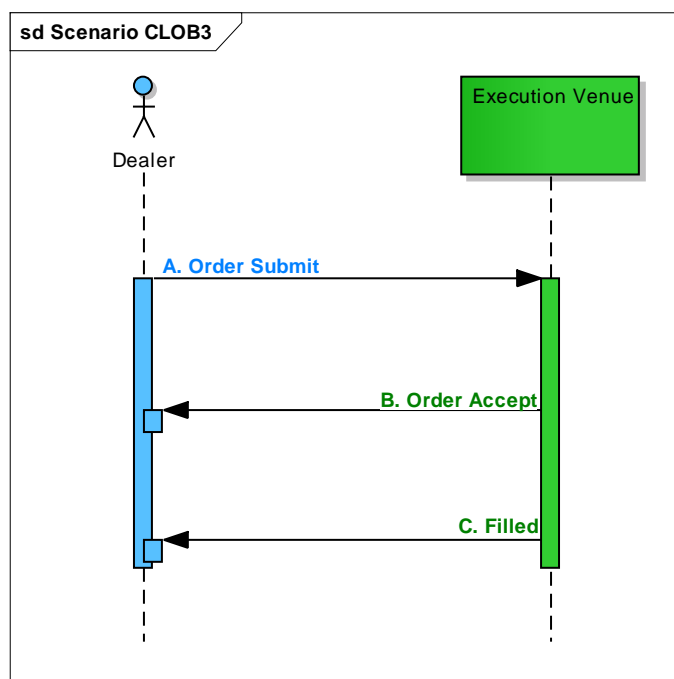 sd Scenario CLOB3
Dealer
Execution Venue
A. Order Submit
B. Order Accept
C. Filled